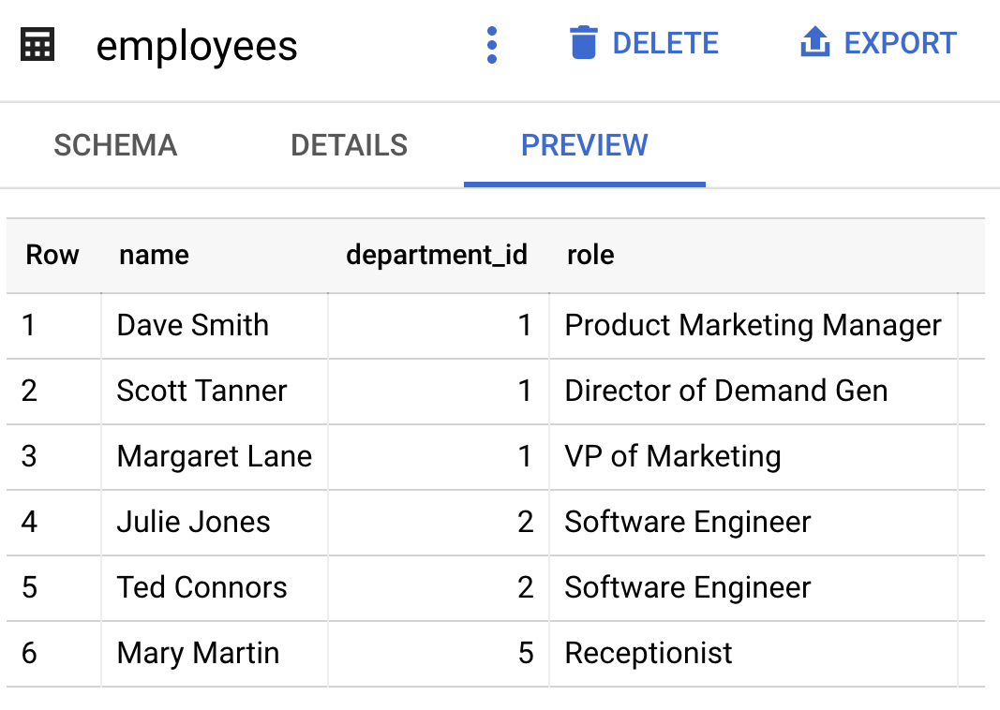 employees DELETE EXPORT
SCHEMA DETAILS PREVIEW
Row name department_id role
1 Dave Smith 1 Product Marketing Manager
2 Scott Tanner 1 Director of Demand Gen
3 Margaret Lane 1 VP of Marketing
4 Julie Jones 2 Software Engineer
5 Ted Connors 2 Software Engineer
6 Mary Martin 5 Receptionist